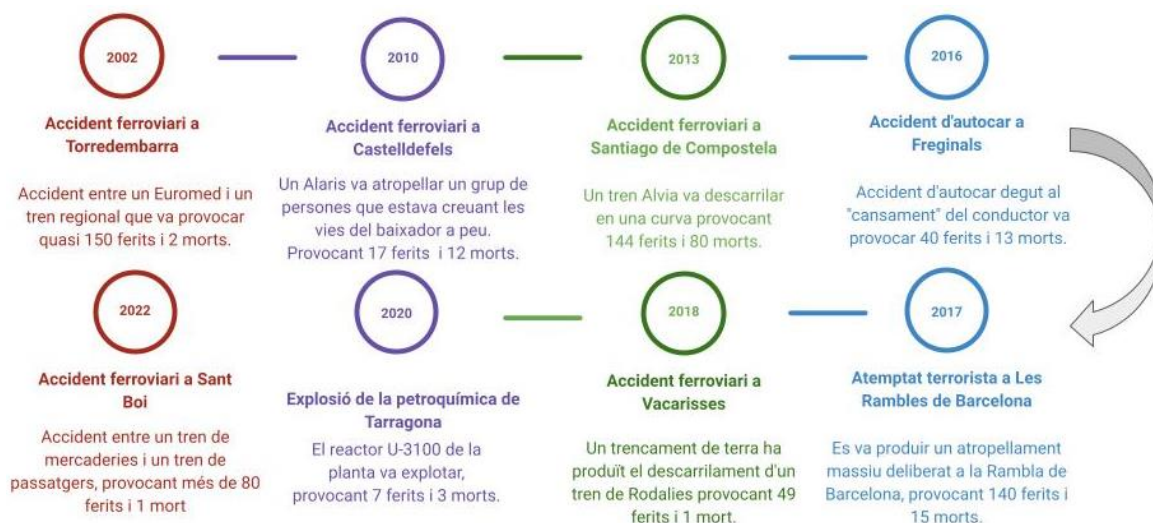 2002
Accident ferroviari a
Torredembarra
Accident entre un Euromed i un
tren regional que va provocar
quasi 150 ferits i 2 morts.
2010
Accident ferroviari a
Castelldefels
Un Alaris va atropellar un grup de
persones que estava creuant les
vies del baixador a peu.
Provocant 17 ferits i 12 morts.
2013
Accident ferroviari a
Santiago de Compostela
Un tren Alvia va descarrilar
en una curva provocant
144 ferits i 80 morts.
2016
Accident d'autocar a
Freginals
Accident d'autocar degut al
"cansament" del conductor va
provocar 40 ferits i 13 morts.
2017
Atemptat terrorista a Les
Rambles de Barcelona
Es va produir un atropellament
massiu deliberat a la Rambla de
Barcelona, provocant 140 ferits i
15 morts.
2018
Accident ferroviari a
Vacarisses
Un trencament de terra ha
produït el descarrilament d'un
tren de Rodalies provocant 49
ferits i 1 mort.
2020
Explosió de la petroquímica de
Tarragona
El reactor U-3100 de la
planta va explotar,
provocant 7 ferits i 3 morts.
2022
Accident ferroviari a Sant
Boi
Accident entre un tren de
mercaderies i un tren de
passatgers, provocant més de 80
ferits i 1 mort